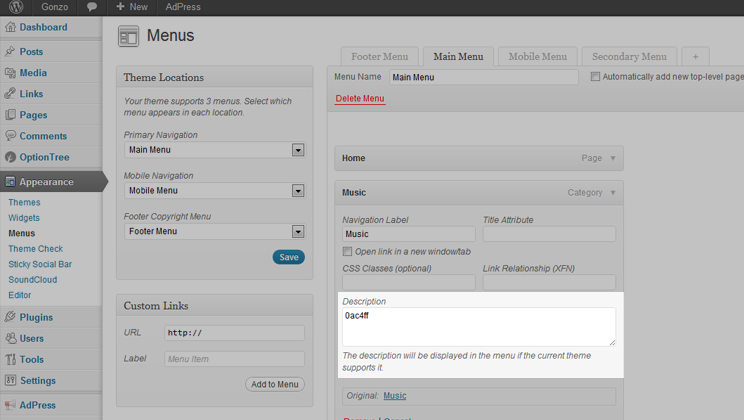 Gonzo
+ New
AdPress
Dashboard
Posts
Media
Links
Pages
Comments
OptionTree
Appearance
Themes
Widgets
Menus
Theme Check
Sticky Social Bar
SoundCloud
Editor
Plugins
Users
Tools
Settings
AdPress
Menus
Theme Locations
Your theme supports 3 menus. Select which
menu appears in each location.
Primary Navigation
Main Menu
Mobile Navigation
Mobile Menu
Footer Copyright Menu
Footer Menu
Save
Custom Links
URL http://
Label Menu Item
Add to Menu
Footer Menu Main Menu Mobile Menu Secondary Menu +
Menu Name Main Menu Automatically add new top-level page
Delete Menu
Home Page
Music Category
Navigation Label Title Attribute
Music
Open link in a new window/tab
CSS Classes (optional) Link Relationship (XFN)
Description
0ac4ff
The description will be displayed in the menu if the current theme
supports it.
Original: Music
Remove | Cancel